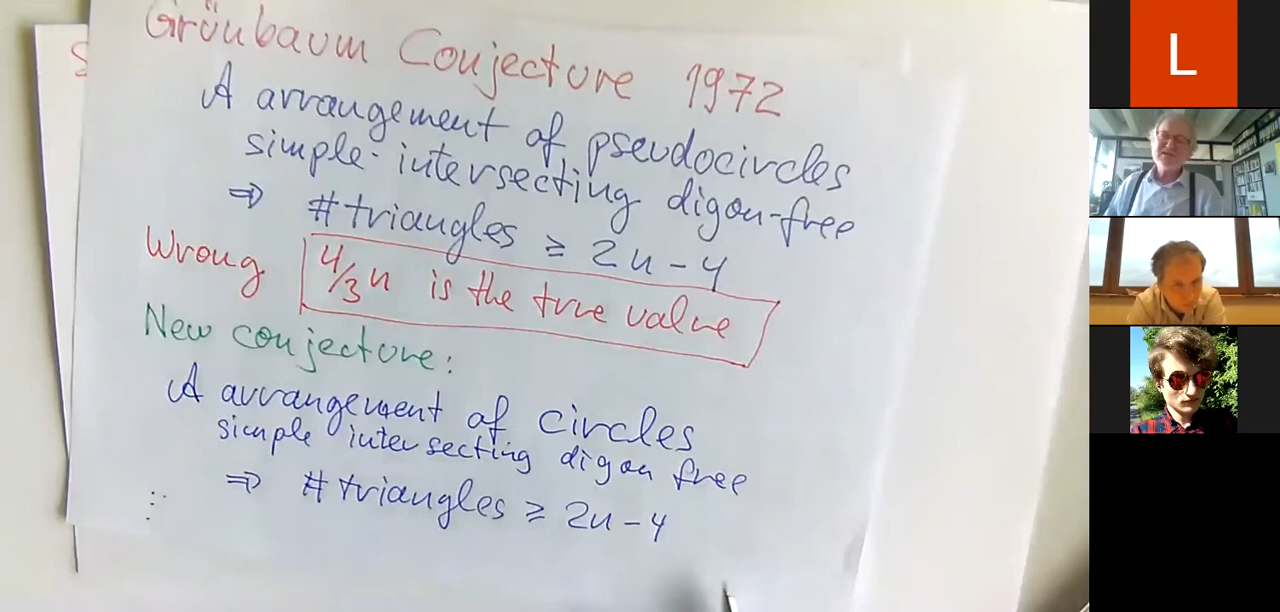 Grünbaum Conjecture 1972
A arrangement of pseudocircles
simple intersecting digon-free
⇒ # triangles ≥ 2n-4
Wrong 4/3 n is the true value
New conjecture:
A arrangement of circles
simple intersecting digon free
⇒ # triangles ≥ 2n-4
L